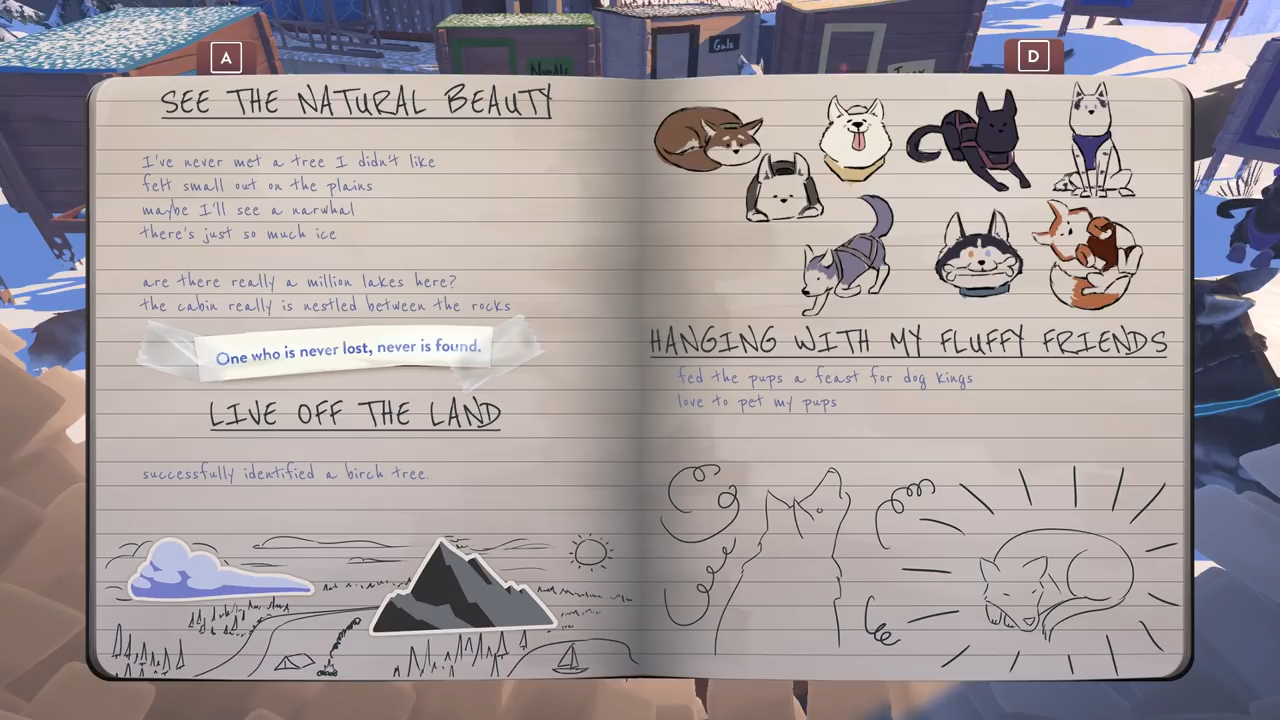 A
D
Gale
SEE THE NATURAL BEAUTY
I've never met a tree I didn't like
felt small out on the plains
maybe I'll see a narwhal
there's just so much ice
are there really a million lakes here?
the cabin really is nestled between the rocks
One who is never lost, never is found.
LIVE OFF THE LAND
successfully identified a birch tree.
HANGING WITH MY FLUFFY FRIENDS
fed the pups a feast for dog kings
love to pet my pups